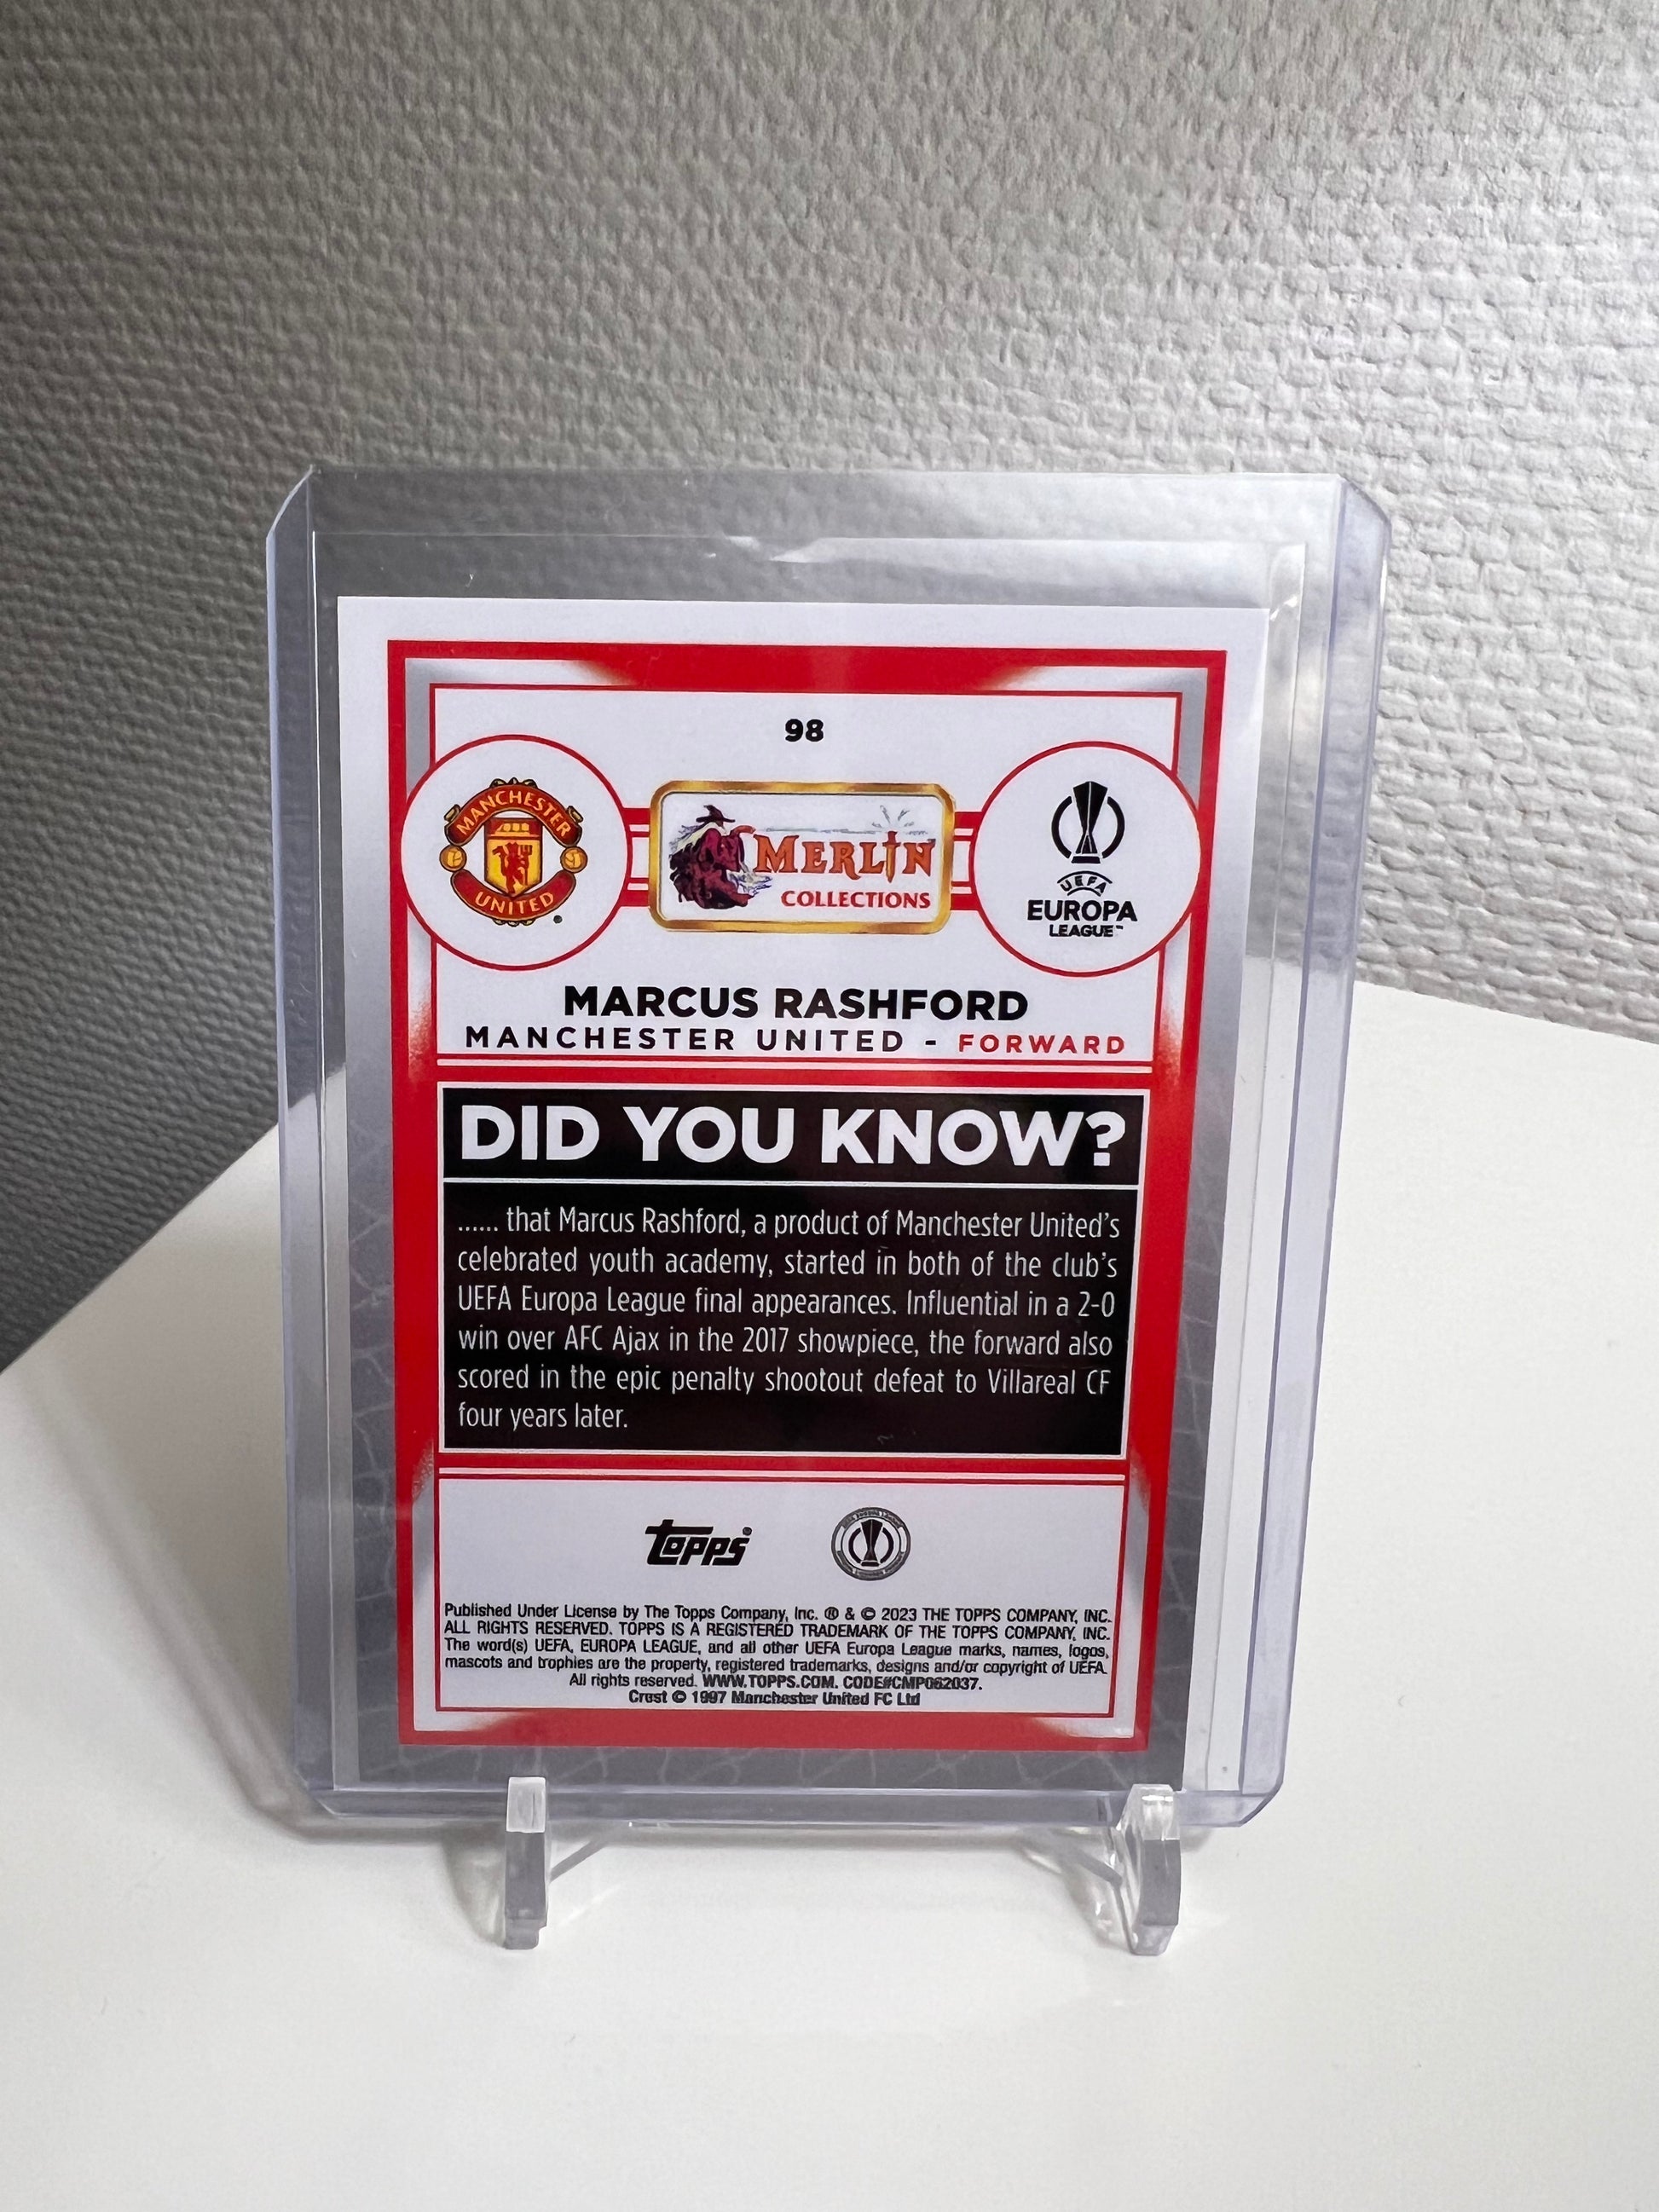 98
MANCHESTER
UNITED
MERLIN
COLLECTIONS
UEFA
EUROPA
LEAGUE™
MARCUS RASHFORD
MANCHESTER UNITED - FORWARD
DID YOU KNOW?
...... that Marcus Rashford, a product of Manchester United's
celebrated youth academy, started in both of the club's
UEFA Europa League final appearances. Influential in a 2-0
win over AFC Ajax in the 2017 showpiece, the forward also
scored in the epic penalty shootout defeat to Villareal CF
four years later.
topps®
Published Under License by The Topps Company, Inc. ® & © 2023 THE TOPPS COMPANY, INC.
ALL RIGHTS RESERVED. TOPPS IS A REGISTERED TRADEMARK OF THE TOPPS COMPANY, INC.
The word(s) UEFA, EUROPA LEAGUE, and all other UEFA Europa League marks, names, logos,
mascots and trophies are the property, registered trademarks, designs and/or copyright of UEFA.
All rights reserved. WWW.TOPPS.COM. CODE#CMP062037.
Crest © 1997 Manchester United FC Ltd